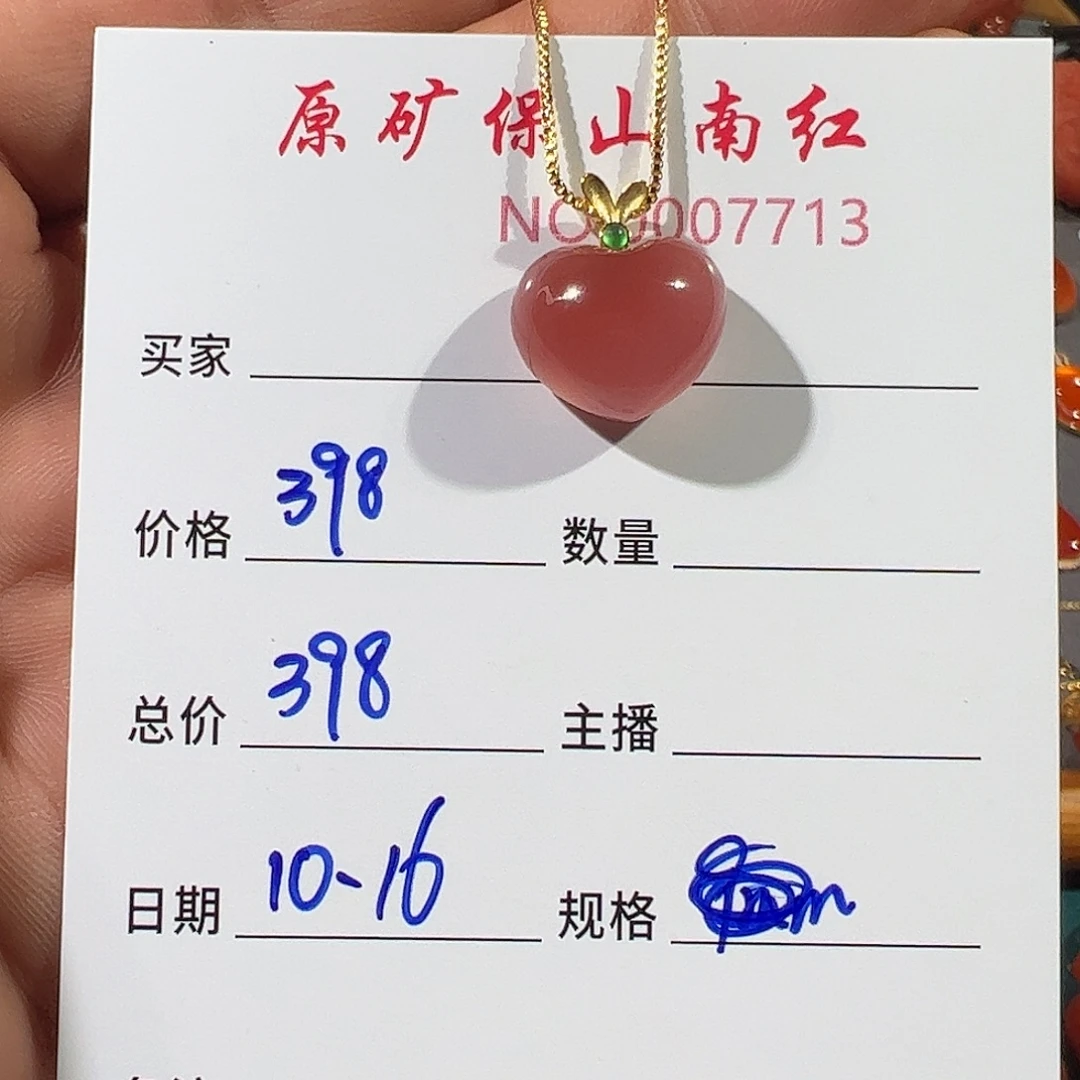 原矿保山南红
NO 007713
买家
价格 398 数量
总价 398 主播
日期 10-16 规格